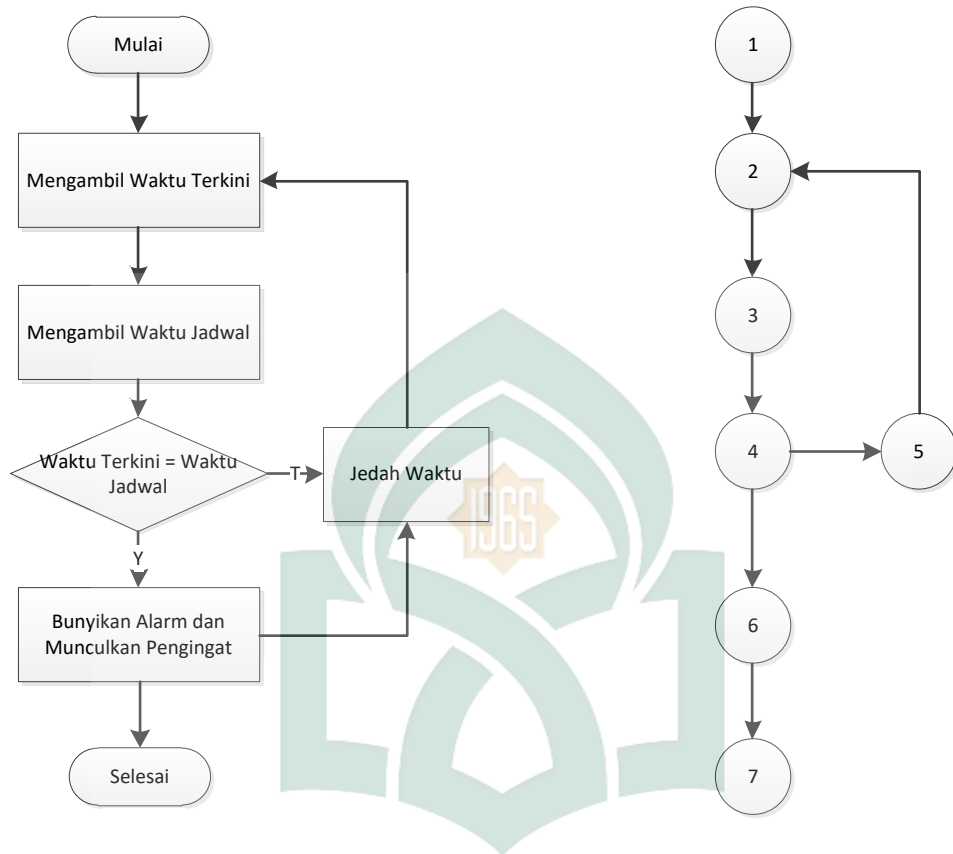 Mulai
Mengambil Waktu Terkini
Mengambil Waktu Jadwal
Waktu Terkini = Waktu
Jadwal
T
Jedah Waktu
Y
Bunyikan Alarm dan
Munculkan Pengingat
Selesai
1
2
3
4
5
6
7
1965